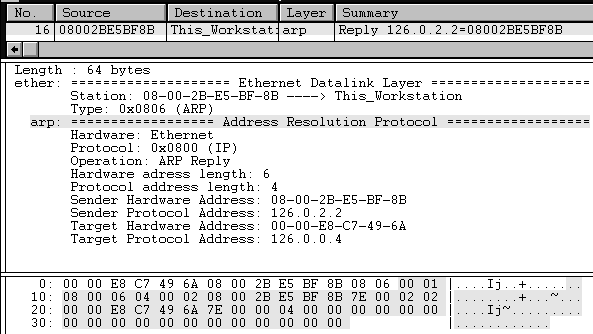 No. Source Destination Layer Summary
16 08002BE5BF8B This_Workstat: arp Reply 126.0.2.2=08002BE5BF8B
Length : 64 bytes
ether: ==================== Ethernet Datalink Layer ====================
Station: 08-00-2B-E5-BF-8B ----> This_Workstation
Type: 0x0806 (ARP)
arp: ================== Address Resolution Protocol ==================
Hardware: Ethernet
Protocol: 0x0800 (IP)
Operation: ARP Reply
Hardware adress length: 6
Protocol address length: 4
Sender Hardware Address: 08-00-2B-E5-BF-8B
Sender Protocol Address: 126.0.2.2
Target Hardware Address: 00-00-E8-C7-49-6A
Target Protocol Address: 126.0.0.4
0: 00 00 E8 C7 49 6A 08 00 2B E5 BF 8B 08 06 00 01 |....Ij..+.......
10: 08 00 06 04 00 02 08 00 2B E5 BF 8B 7E 00 02 02 |........+...~...
20: 00 00 E8 C7 49 6A 7E 00 00 04 00 00 00 00 00 00 |....Ij~.........
30: 00 00 00 00 00 00 00 00 00 00 00 00 |............